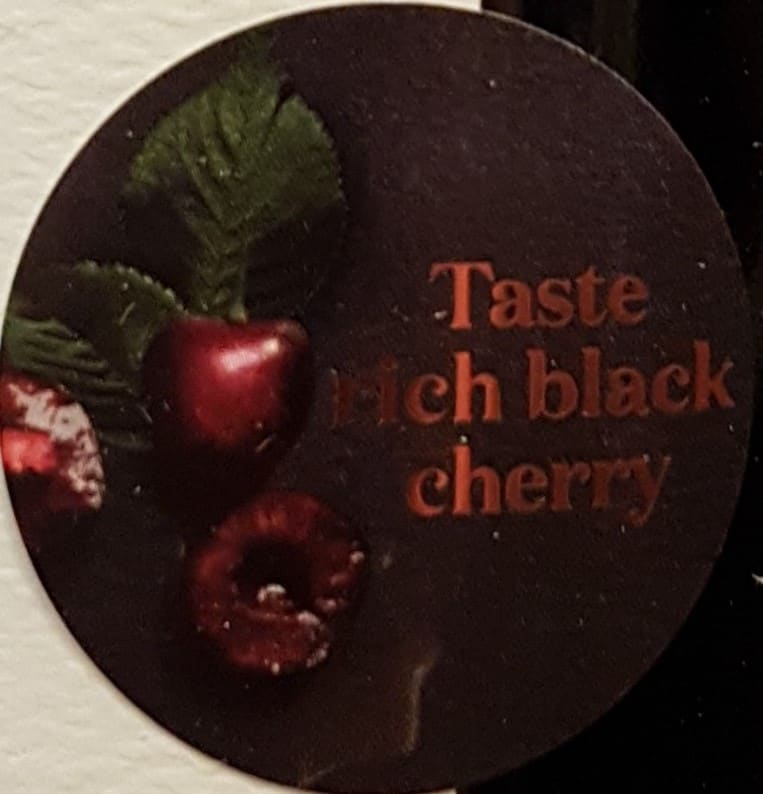 Taste
rich black
cherry